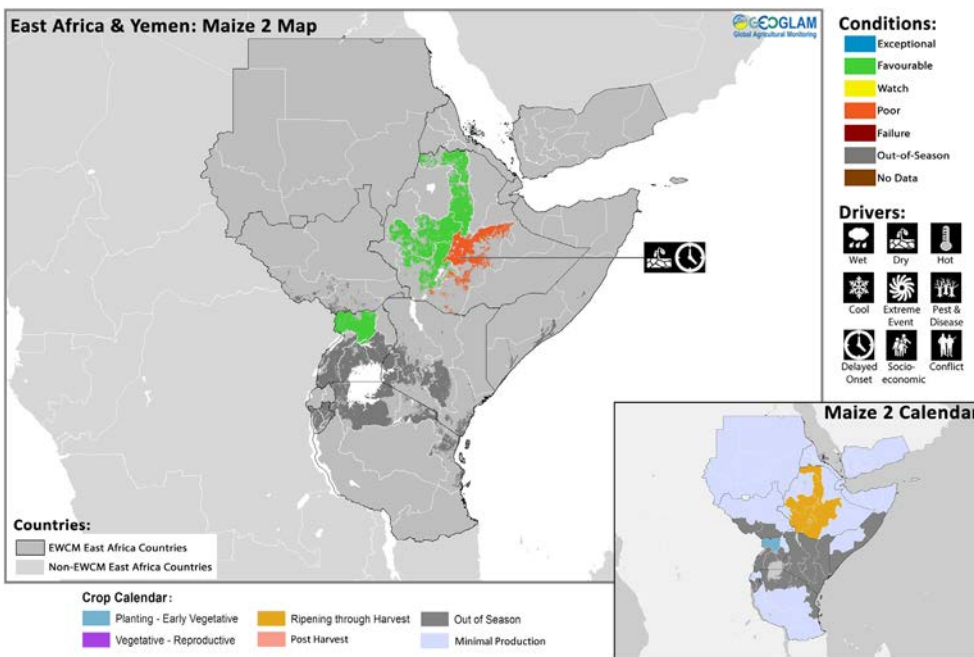 East Africa & Yemen: Maize 2 Map
GEOGLAM
Global Agricultural Monitoring
Conditions:
Exceptional
Favourable
Watch
Poor
Failure
Out-of-Season
No Data
Drivers:
Wet
Dry
Hot
Cool
Extreme
Event
Pest &
Disease
Delayed
Onset
Socio-
economic
Conflict
Maize 2 Calendar
Countries:
EWCM East Africa Countries
Non-EWCM East Africa Countries
Crop Calendar:
Planting - Early Vegetative
Ripening through Harvest
Out of Season
Vegetative - Reproductive
Post Harvest
Minimal Production